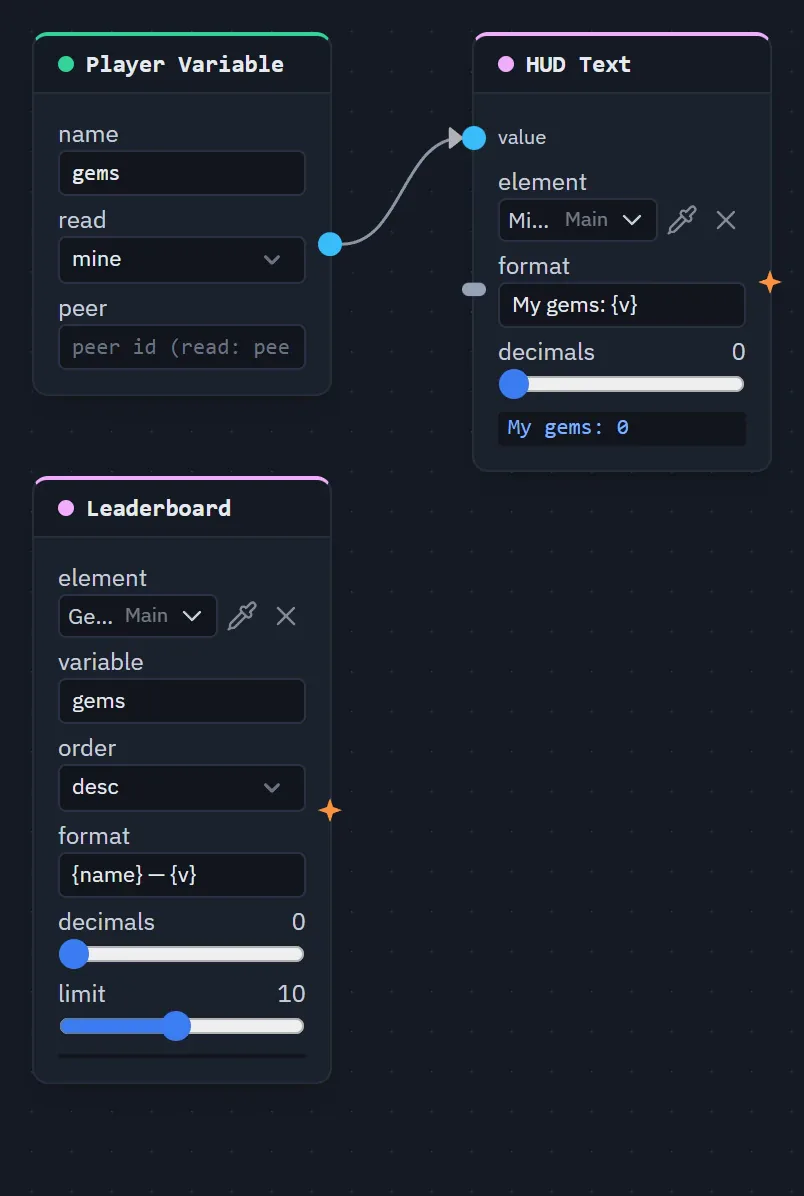 Player Variable
name
gems
read
mine
peer
peer id (read: pee
HUD Text
value
element
Mi... Main
format
My gems: {v}
decimals 0
My gems: 0
Leaderboard
element
Ge... Main
variable
gems
order
desc
format
{name} — {v}
decimals 0
limit 10